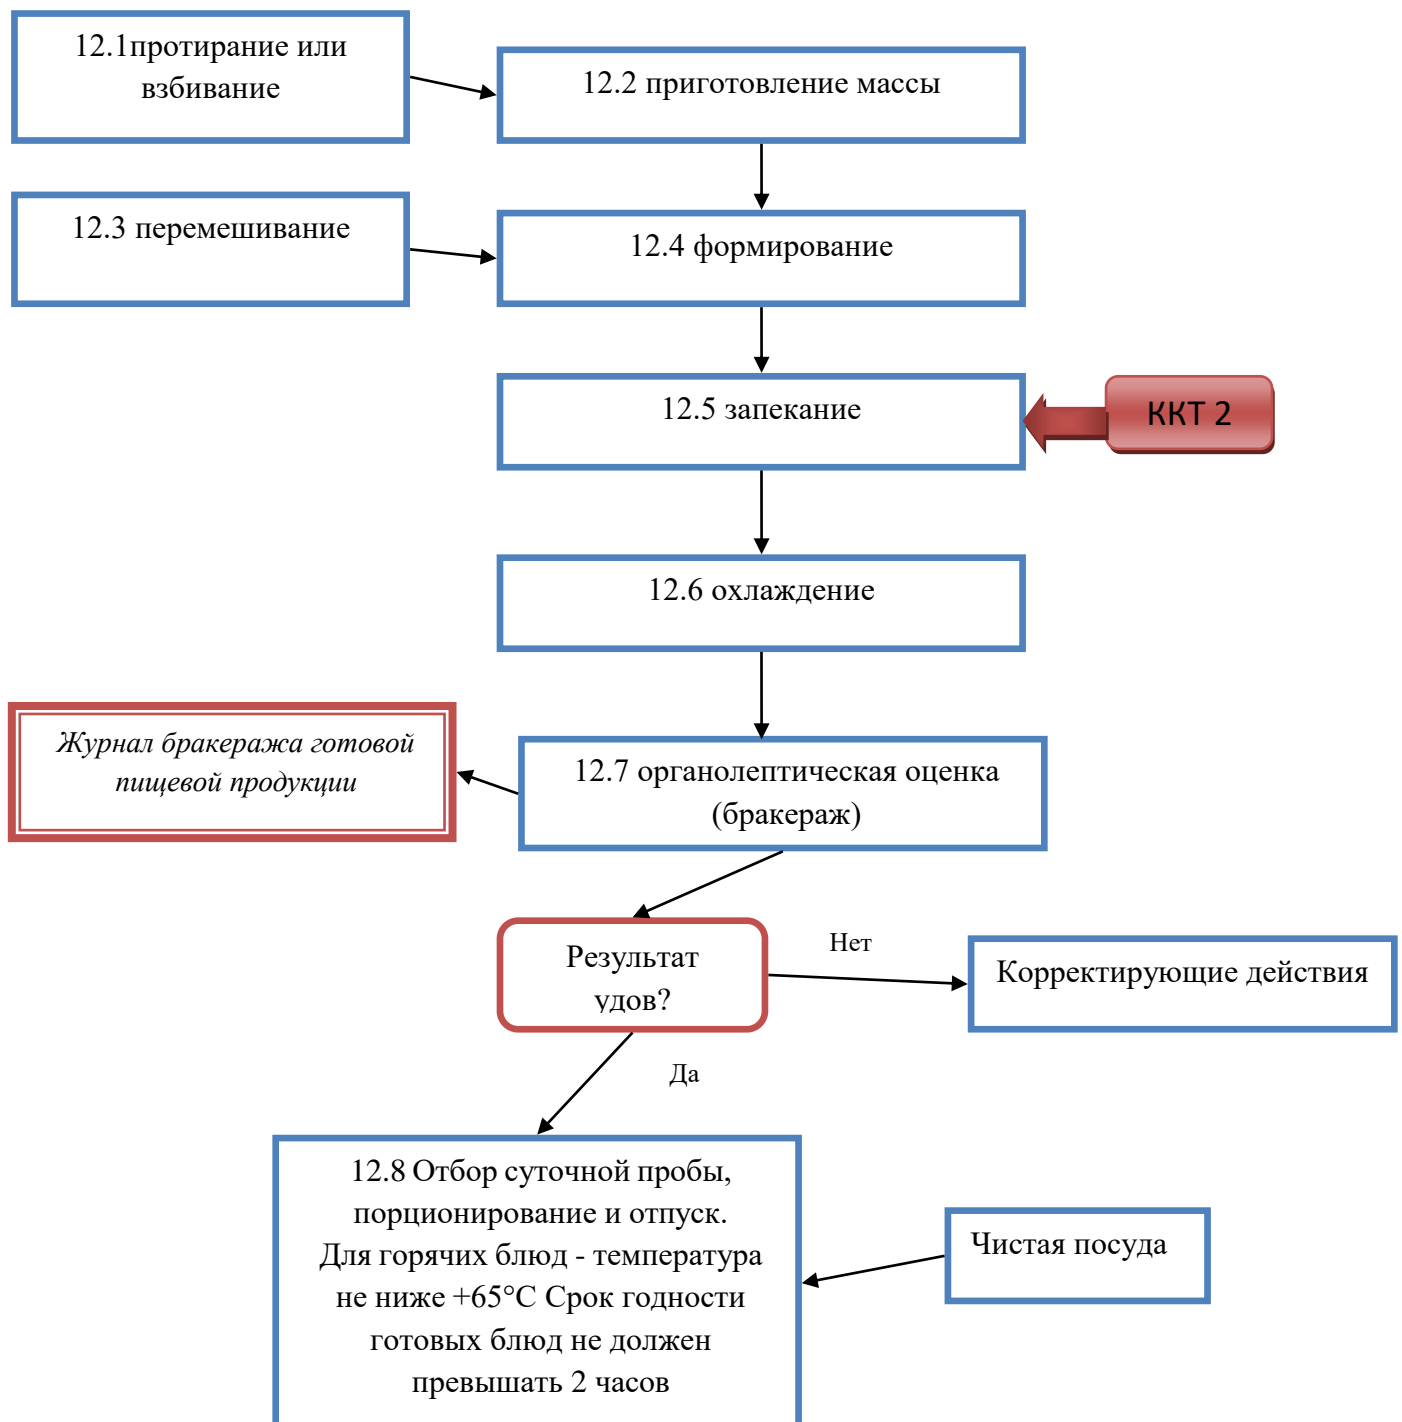 12.1протирание или
взбивание
12.2 приготовление массы
12.3 перемешивание
12.4 формирование
12.5 запекание
ККТ 2
12.6 охлаждение
Журнал бракеража готовой
пищевой продукции
12.7 органолептическая оценка
(бракераж)
Результат
удов?
Нет
Корректирующие действия
Да
12.8 Отбор суточной пробы,
порционирование и отпуск.
Для горячих блюд - температура
не ниже +65°С Срок годности
готовых блюд не должен
превышать 2 часов
Чистая посуда